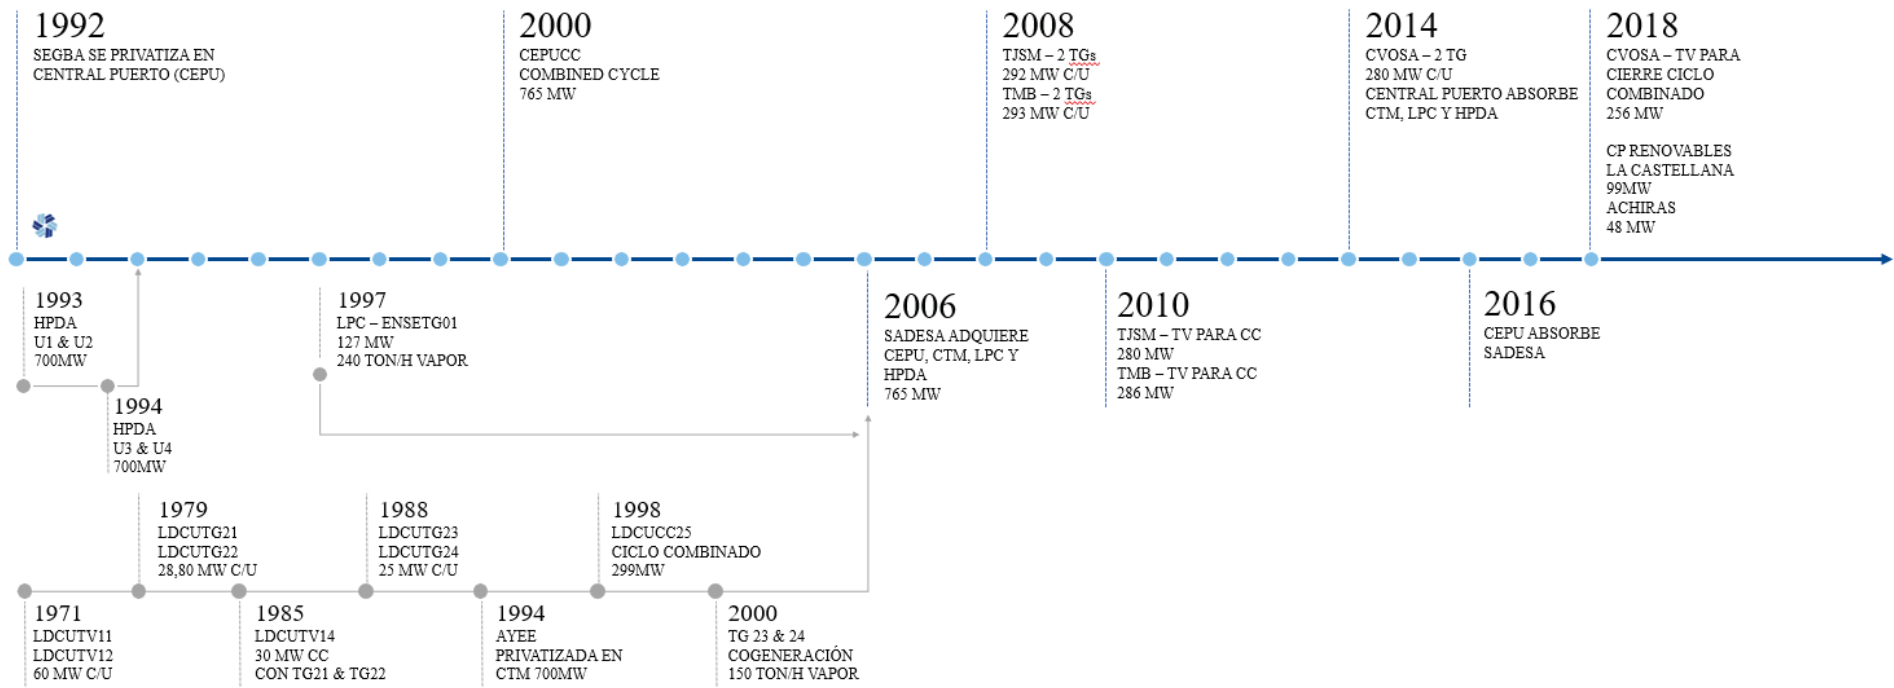 1992
SEGBA SE PRIVATIZA EN
CENTRAL PUERTO (CEPU)
2000
CEPUCC
COMBINED CYCLE
765 MW
2008
TJSM – 2 TGs
292 MW C/U
TMB – 2 TGs
293 MW C/U
2014
CVOSA – 2 TG
280 MW C/U
CENTRAL PUERTO ABSORBE
CTM, LPC Y HPDA
2018
CVOSA – TV PARA
CIERRE CICLO
COMBINADO
256 MW
CP RENOVABLES
LA CASTELLANA
99MW
ACHIRAS
48 MW
1993
HPDA
U1 & U2
700MW
1994
HPDA
U3 & U4
700MW
1997
LPC – ENSETG01
127 MW
240 TON/H VAPOR
2006
SADESA ADQUIERE
CEPU, CTM, LPC Y
HPDA
765 MW
2010
TJSM – TV PARA CC
280 MW
TMB – TV PARA CC
286 MW
2016
CEPU ABSORBE
SADESA
1979
LDCUTG21
LDCUTG22
28,80 MW C/U
1988
LDCUTG23
LDCUTG24
25 MW C/U
1998
LDCUCC25
CICLO COMBINADO
299MW
1971
LDCUTV11
LDCUTV12
60 MW C/U
1985
LDCUTV14
30 MW CC
CON TG21 & TG22
1994
AYEE
PRIVATIZADA EN
CTM 700MW
2000
TG 23 & 24
COGENERACIÓN
150 TON/H VAPOR